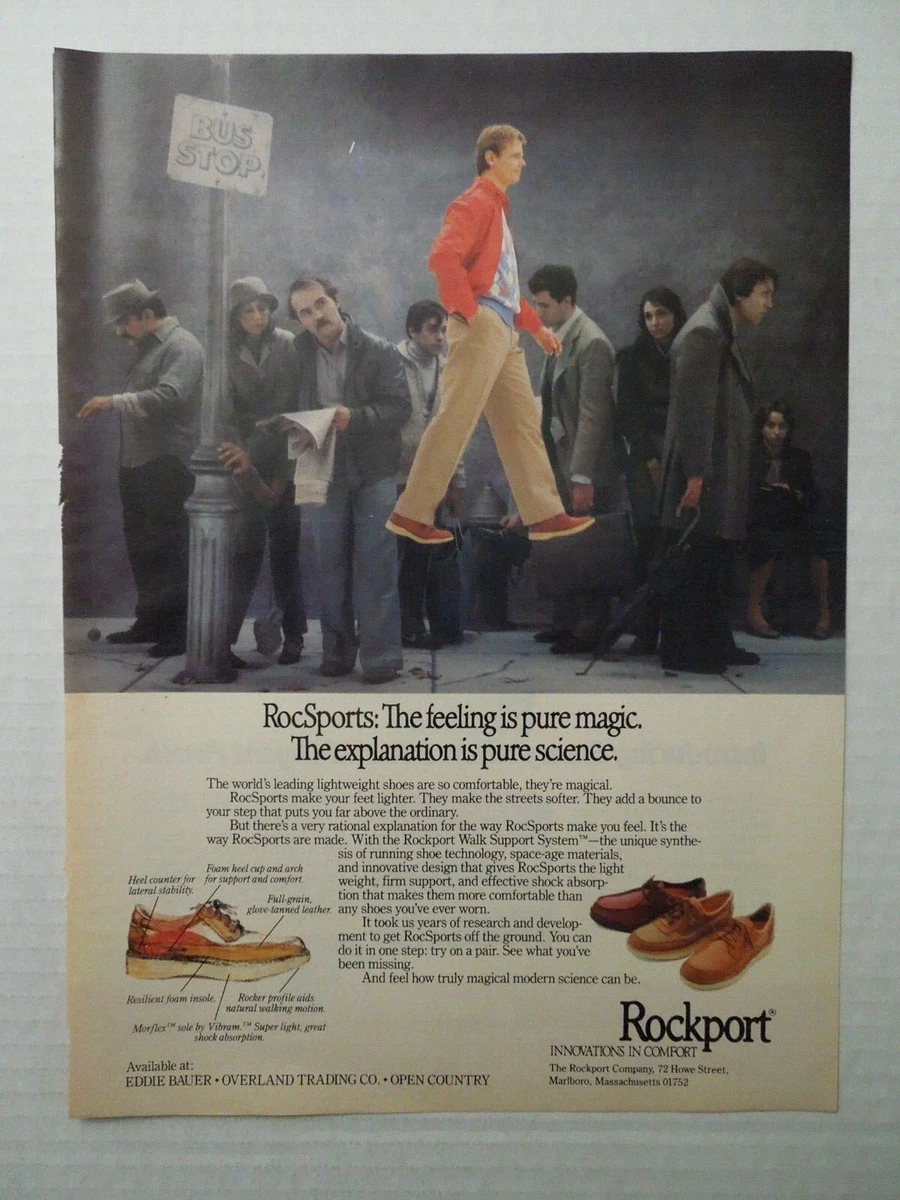 BUS
STOP
RocSports: The feeling is pure magic.
The explanation is pure science.
The world's leading lightweight shoes are so comfortable, they're magical.
RocSports make your feet lighter. They make the streets softer. They add a bounce to
your step that puts you far above the ordinary.
But there's a very rational explanation for the way RocSports make you feel. It's the
way RocSports are made. With the Rockport Walk Support System™—the unique synthe-
sis of running shoe technology, space-age materials,
and innovative design that gives RocSports the light
weight, firm support, and effective shock absorp-
tion that makes them more comfortable than
any shoes you've ever worn.
It took us years of research and develop-
ment to get RocSports off the ground. You can
do it in one step: try on a pair. See what you've
been missing.
And feel how truly magical modern science can be.
Heel counter for
lateral stability.
Foam heel cup and arch
for support and comfort.
Full-grain,
glove-tanned leather.
Resilient foam insole.
Rocker profile aids
natural walking motion.
Morflex™ sole by Vibram.™ Super light, great
shock absorption.
Available at:
EDDIE BAUER • OVERLAND TRADING CO. • OPEN COUNTRY
Rockport®
INNOVATIONS IN COMFORT
The Rockport Company, 72 Howe Street,
Marlboro, Massachusetts 01752